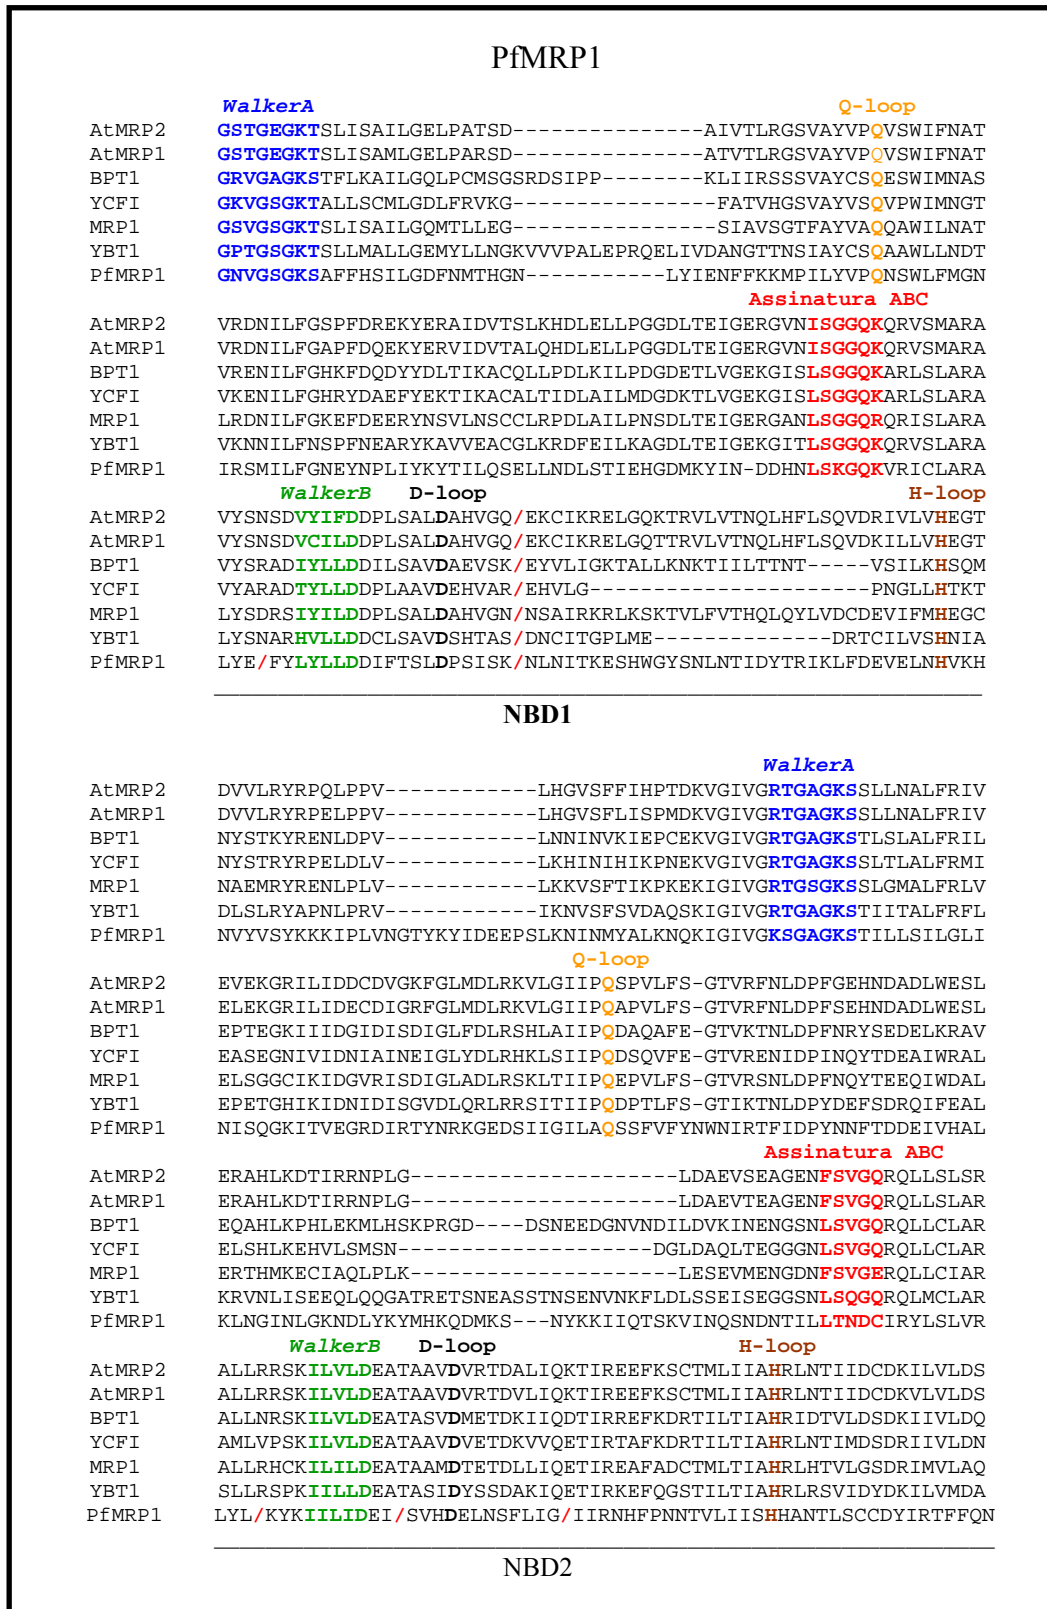 PfMRP1
WalkerA Q-loop
AtMRP2 GSTGEGKTSLISAILGELPATSD---------------AIVTLRGSVAYVPQVSWIFNAT
AtMRP1 GSTGEGKTSLISAMLGELPARSD---------------ATVTLRGSVAYVPQVSWIFNAT
BPT1 GRVGAGKSTFLKAILGQLPCMSGSRDSIPP--------KLIIRSSSVAYCSQESWIMNAS
YCFI GKVGSGKTALLSCMLGDLFRVKG----------------FATVHGSVAYVSQVPWIMNGT
MRP1 GSVGSGKTSLISAILGQMTLLEG----------------SIAVSGTFAYVAQQAWILNAT
YBT1 GPTGSGKTSLLMALLGEMYLLNGKVVVPALEPRQELIVDANGTTNSIAYCSQAAWLLNDT
PfMRP1 GNVGSGKSAFFHSILGDFNMTHGN-----------LYIENFFKKMPILYVPQNSWLFMGN
Assinatura ABC
AtMRP2 VRDNILFGSPFDREKYERAIDVTSLKHDLELLPGGDLTEIGERGVNISGGQKQRVSMARA
AtMRP1 VRDNILFGAPFDQEKYERVIDVTALQHDLELLPGGDLTEIGERGVNISGGQKQRVSMARA
BPT1 VRENILFGHKFDQDYYDLTIKACQLLPDLKILPDGDETLVGEKGISLSGGQKARLSLARA
YCFI VKENILFGHRYDAEFYEKTIKACALTIDLAILMDGDKTLVGEKGISLSGGQKARLSLARA
MRP1 LRDNILFGKEFDEERYNSVLNSCCLRPDLAILPNSDLTEIGERGANLSGGQRQRISLARA
YBT1 VKNNILFNSPFNEARYKAVVEACGLKRDFEILKAGDLTEIGEKGITLSGGQKQRVSLARA
PfMRP1 IRSMILFGNEYNPLIYKYTILQSELLNDLSTIEHGDMKYIN-DDHNLSKGQKVRICLARA
WalkerB D-loop H-loop
AtMRP2 VYSNSDVYIFDDPLSALDAHVGQ/EKCIKRELGQKTRVLVTNQLHFLSQVDRIVLVHEGT
AtMRP1 VYSNSDVCILDDPLSALDAHVGQ/EKCIKRELGQTTRVLVTNQLHFLSQVDKILLVHEGT
BPT1 VYSRADIYLLDDILSAVDAEVSK/EYVLIGKTALLKNKTIILTTNT-----VSILKHSQM
YCFI VYARADTYLLDDPLAAVDEHVAR/EHVLG-----------------PNGLLHTKT
MRP1 LYSDRSIYILDDPLSALDAHVGN/NSAIRKRLKSKTVLFVTHQLQYLVDCDEVIFMHEGC
YBT1 LYSNARHVLLDDCLSAVDSHTAS/DNCITGPLME--------------DRTCILVSHNIA
PfMRP1 LYE/FYLYLLDDIFTSLDPSISK/NLNITKESHWGYSNLNTIDYTRIKLFDEVELNHVKH
NBD1
WalkerA
AtMRP2 DVVLRYRPQLPPV------------LHGVSFFIHPTDKVGIVGRTGAGKSSLLNALFRIV
AtMRP1 DVVLRYRPELPPV------------LHGVSFLISPMDKVGIVGRTGAGKSSLLNALFRIV
BPT1 NYSTKYRENLDPV------------LNNINVKIEPCEKVGIVGRTGAGKSTLSLALFRIL
YCFI NYSTRYRPELDLV------------LKHINIHIKPNEKVGIVGRTGAGKSSLTLALFRMI
MRP1 NAEMRYRENLPLV------------LKKVSFTIKPKEKIGIVGRTGSGKSSLGMALFRLV
YBT1 DLSLRYAPNLPRV------------IKNVSFSVDAQSKIGIVGRTGAGKSTIITALFRFL
PfMRP1 NVYVSYKKKIPLVNGTYKYIDEEPSLKNINMYALKNQKIGIVGKSGAGKSTILLSILGLI
Q-loop
AtMRP2 EVEKGRILIDDCDVGKFGLMDLRKVLGIIPQSPVLFS-GTVRFNLDPFGEHNDADLWESL
AtMRP1 ELEKGRILIDECDIGRFGLMDLRKVLGIIPQAPVLFS-GTVRFNLDPFSEHNDADLWESL
BPT1 EPTEGKIIIDGIDISDIGLFDLRSHLAIIPQDAQAFE-GTVKTNLDPFNRYSEDELKRAV
YCFI EASEGNIVIDNIAINEIGLYDLRHKLSIIPQDSQVFE-GTVRENIDPINQYTDEAIWRAL
MRP1 ELSGGCIKIDGVRISDIGLADLRSKLTIIPQEPVLFS-GTVRSNLDPFNQYTEEQIWDAL
YBT1 EPETGHIKIDNIDISGVDLQRLRRSITIIPQDPTLFS-GTIKTNLDPYDEFSDRQIFEAL
PfMRP1 NISQGKITVEGRDIRTYNRKGEDSIIGILAQSSFVFYNWNIRTFIDPYNNFTDDEIVHAL
Assinatura ABC
AtMRP2 ERAHLKDTIRRNPLG------------------LDAEVSEAGENFSVGQRQLLSLSR
AtMRP1 ERAHLKDTIRRNPLG------------------LDAEVTEAGENFSVGQRQLLSLAR
BPT1 EQAHLKPHLEKMLHSKPRGD----DSNEEDGNVNDILDVKINENGSNLSVGQRQLLCLAR
YCFI ELSHLKEHVLSMSN-----------------DGLDAQLTEGGGNLSVGQRQLLCLAR
MRP1 ERTHMKECIAQLPLK------------------LESEVMENGDNFSVGERQLLCIAR
YBT1 KRVNLISEEQLQQGATRETSNEASSTNSENVNKFLDLSSEISEGGSNLSQGQRQLMCLAR
PfMRP1 KLNGINLGKNDLYKYMHKQDMKS---NYKKIIQTSKVINQSNDNTILLTNDCIRYLSLVR
WalkerB D-loop H-loop
AtMRP2 ALLRRSKILVLDEATAAVDVRTDALIQKTIREEFKSCTMLIIAHRLNTIIDCDKILVLDS
AtMRP1 ALLRRSKILVLDEATAAVDVRTDVLIQKTIREEFKSCTMLIIAHRLNTIIDCDKVLVLDS
BPT1 ALLNRSKILVLDEATASVDMETDKIIQDTIRREFKDRTILTIAHRIDTVLDSDKIIVLDQ
YCFI AMLVPSKILVLDEATAAVDVETDKVVQETIRTAFKDRTILTIAHRLNTIMDSDRIIVLDN
MRP1 ALLRHCKILILDEATAAMDTETDLLIQETIREAFADCTMLTIAHRLHTVLGSDRIMVLAQ
YBT1 SLLRSPKIILLDEATASIDYSSDAKIQETIRKEFQGSTILTIAHRLRSVIDYDKILVMDA
PfMRP1 LYL/KYKIILIDEI/SVHDELNSFLIG/IIRNHFPNNTVLIISHHANTLSCCDYIRTFFQN
NBD2